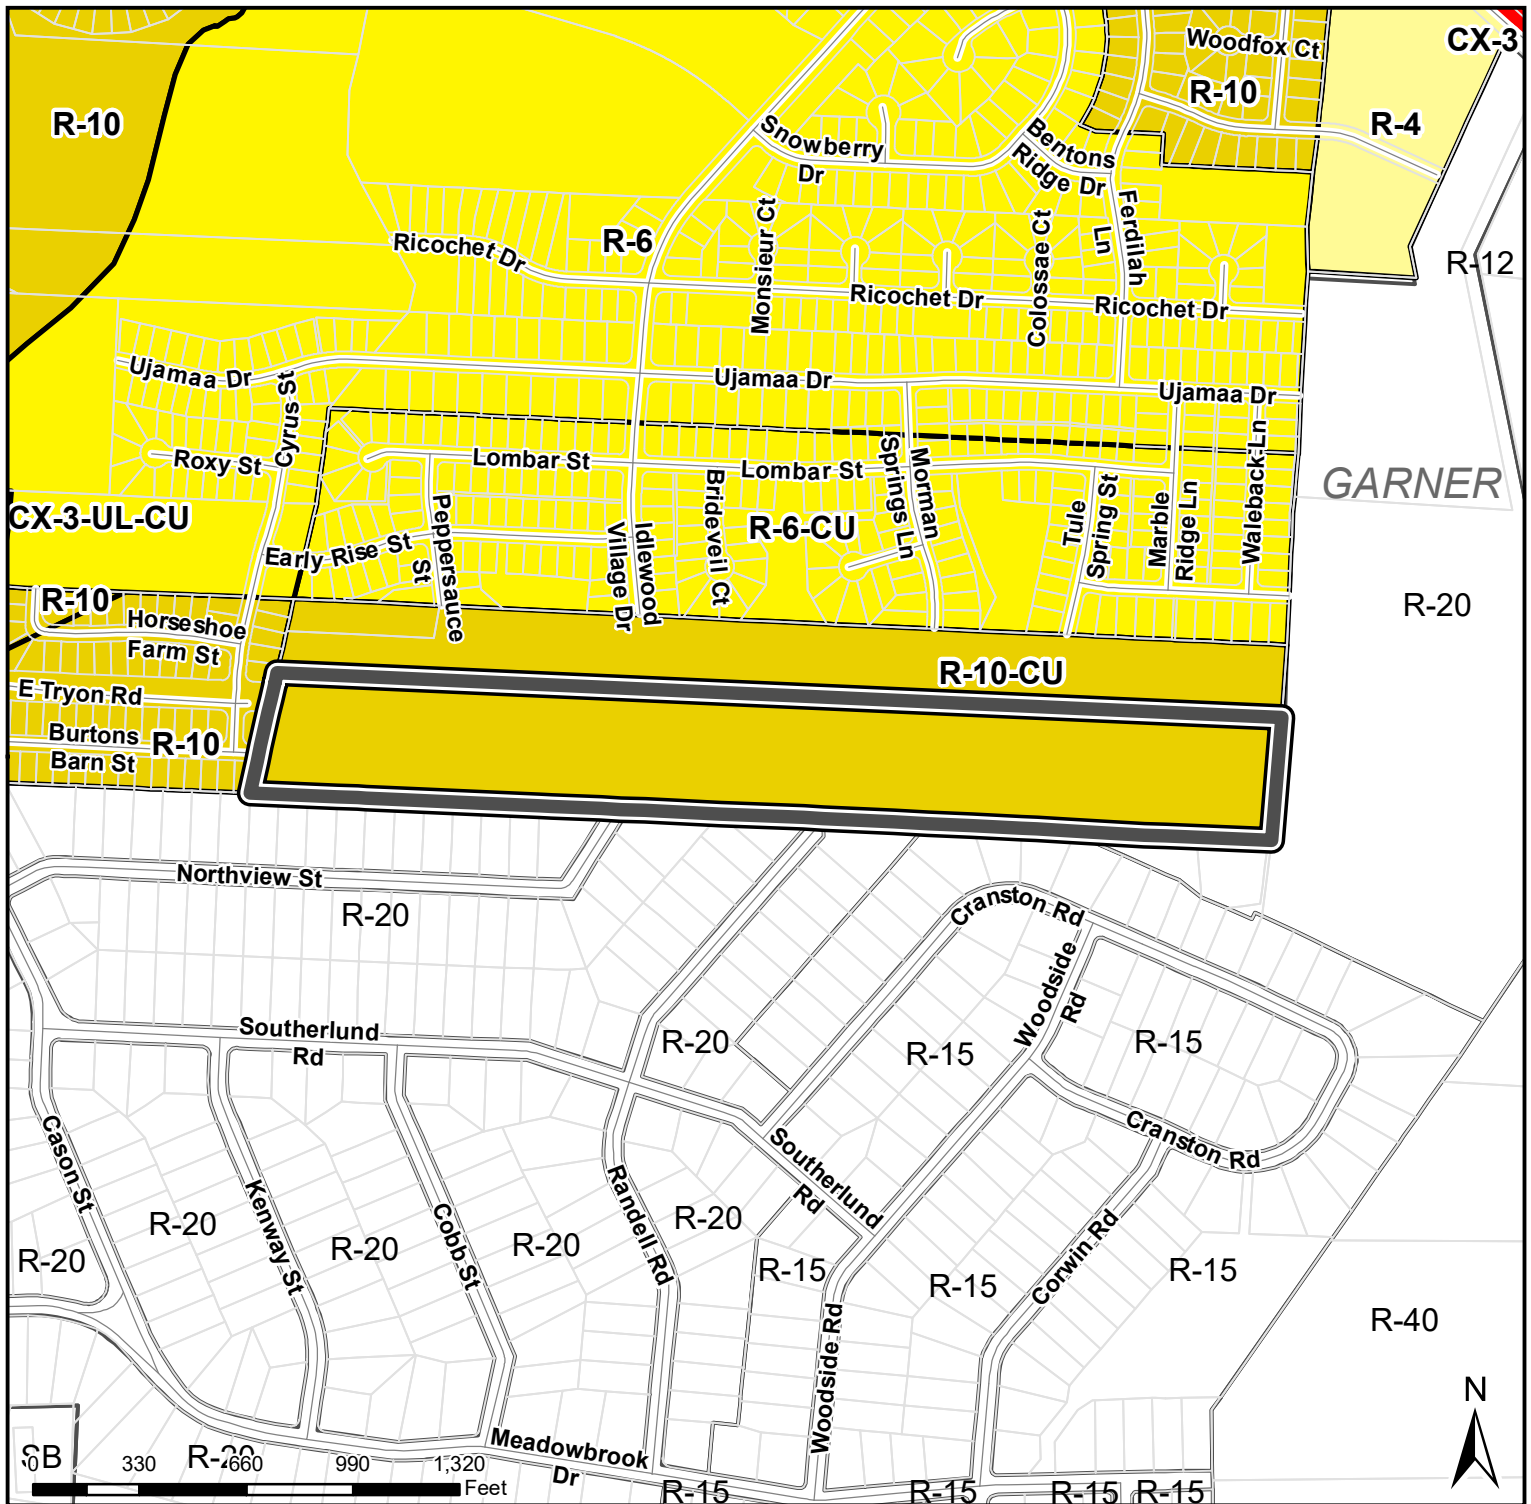 Woodfox Ct
CX-3
R-10
R-10
R-4
Snowberry
Dr
Bentons
Ridge Dr
Ferdilah
Ln
Monsieur Ct
Colossae Ct
Ricochet Dr
R-6
R-12
Ricochet Dr
Ricochet Dr
Ujamaa Dr
Ujamaa Dr
Ujamaa Dr
Cyrus St
Roxy St
Lombar St
Lombar St
Morman
Springs Ln
Waleback Ln
GARNER
CX-3-UL-CU
Peppersauce
St
Brideveil Ct
R-6-CU
Tule
Spring St
Marble
Ridge Ln
Early Rise St
Idlewood
Village Dr
R-10
R-20
Horseshoe
Farm St
R-10-CU
E Tryon Rd
Burtons
Barn St
R-10
Northview St
R-20
Cranston Rd
Woodside
Rd
Southerlund
Rd
R-20
R-15
R-15
Cason St
Cranston Rd
Southerlund
Rd
Kenway St
Cobb St
Randell Rd
R-20
R-20
R-20
R-20
R-20
R-15
R-15
R-15
Corwin Rd
R-40
Woodside Rd
N
Meadowbrook
Dr
SB
R-20
0 330 660 990 1,320
Feet
R-15
R-15
R-15
R-15